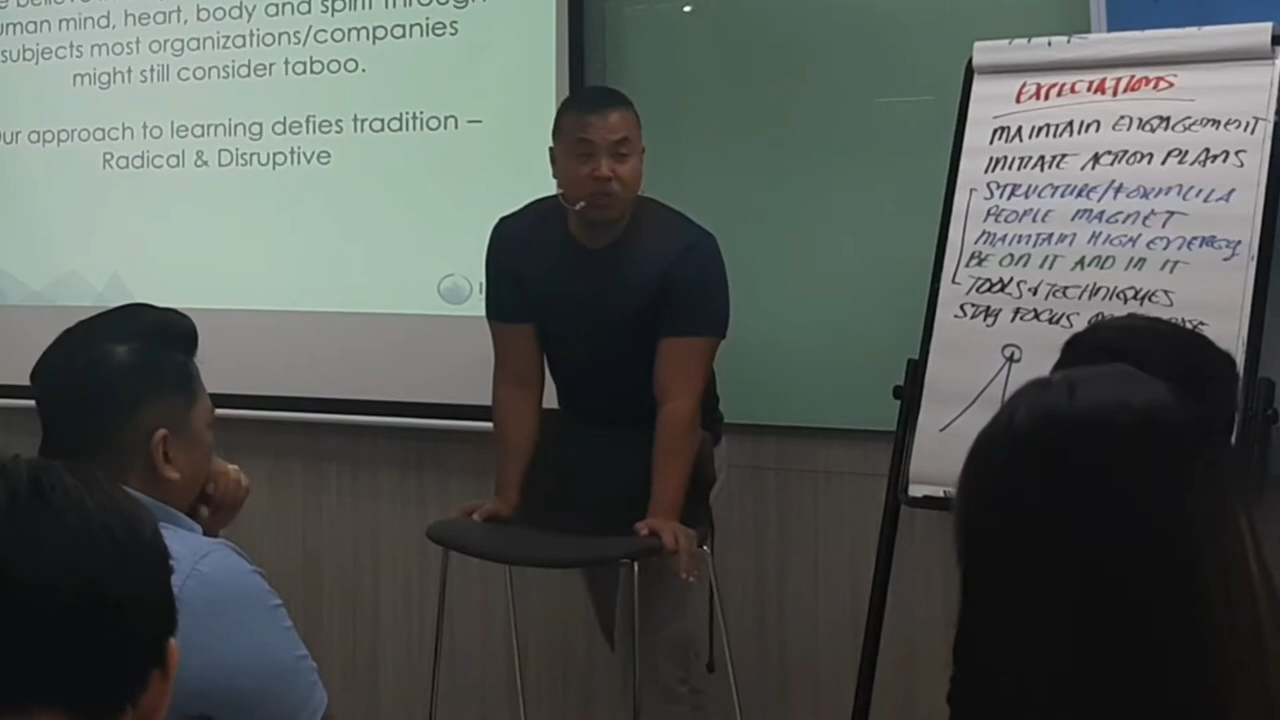 human mind, heart, body and spirit through
subjects most organizations/companies
might still consider taboo.
our approach to learning defies tradition –
Radical & Disruptive
EXPECTATIONS
MAINTAIN ENGAGEMENT
INITIATE ACTION PLANS
STRUCTURE/FORMULA
PEOPLE MAGNET
MAINTAIN HIGH ENERGY
BE ON IT AND IN IT
TOOLS & TECHNIQUES
STAY FOCUS